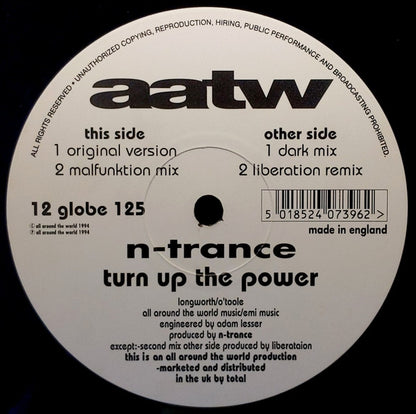 ALL RIGHTS RESERVED • UNAUTHORIZED COPYING, REPRODUCTION, HIRING, PUBLIC PERFORMANCE AND BROADCASTING PROHIBITED.
aatw
this side
1 original version
2 malfunktion mix
other side
1 dark mix
2 liberation remix
12 globe 125
© all around the world 1994
℗ all around the world 1994
5 018524 073962 >
made in england
n-trance
turn up the power
longworth/o'toole
all around the world music/emi music
engineered by adam lesser
produced by n-trance
except:-second mix other side produced by liberataion
this is an all around the world production
-marketed and distributed
in the uk by total